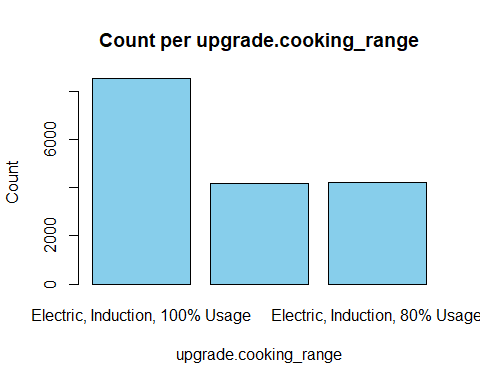 Count per upgrade.cooking_range
Count
6000
2000
0
Electric, Induction, 100% Usage
Electric, Induction, 80% Usage
upgrade.cooking_range